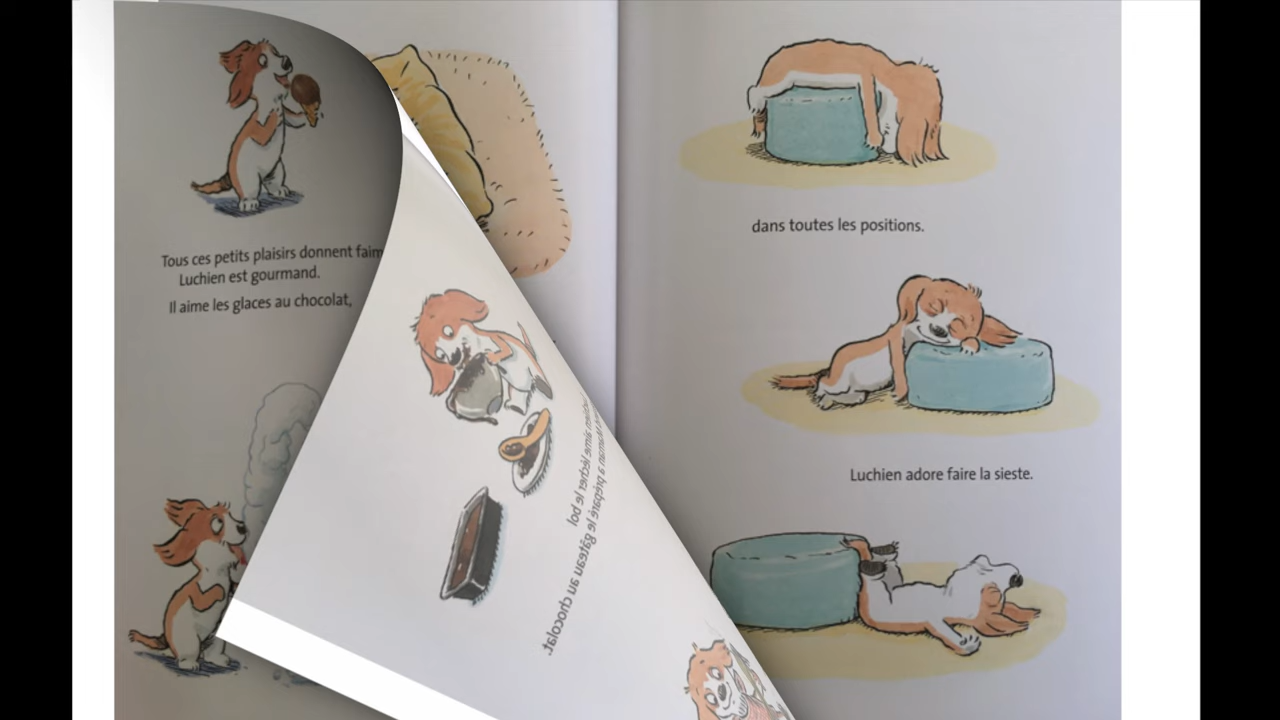 Tous ces petits plaisirs donnent faim
Luchien est gourmand.
Il aime les glaces au chocolat,
aime lécher le bol
a préparé le gâteau au chocolat.
dans toutes les positions.
Luchien adore faire la sieste.